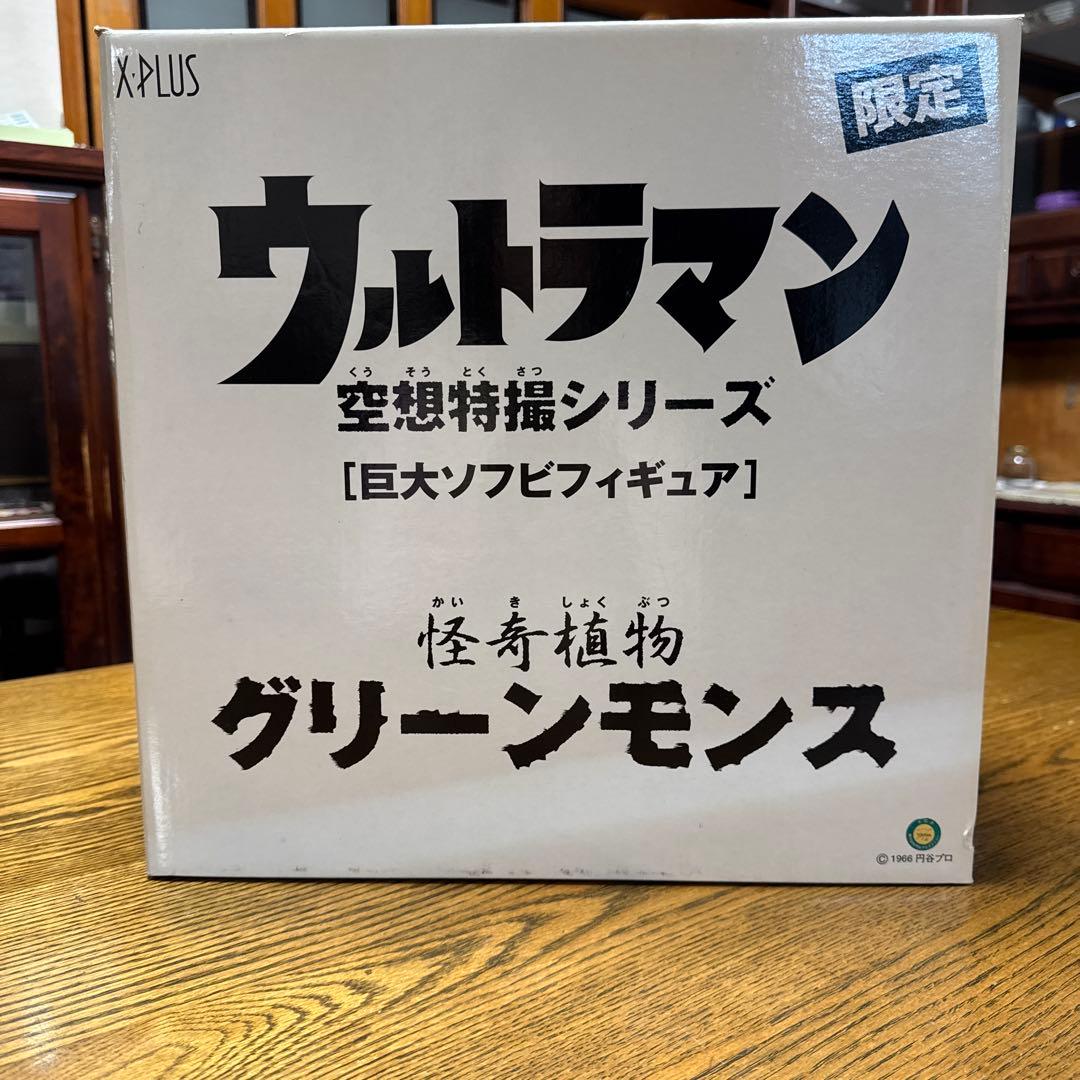 X-PLUS
限定
ウルトラマン
くうそうとくさつ
空想特撮シリーズ
[巨大ソフビフィギュア]
かいきしょくぶつ
怪奇植物
グリーンモンス
© 1966 円谷プロ